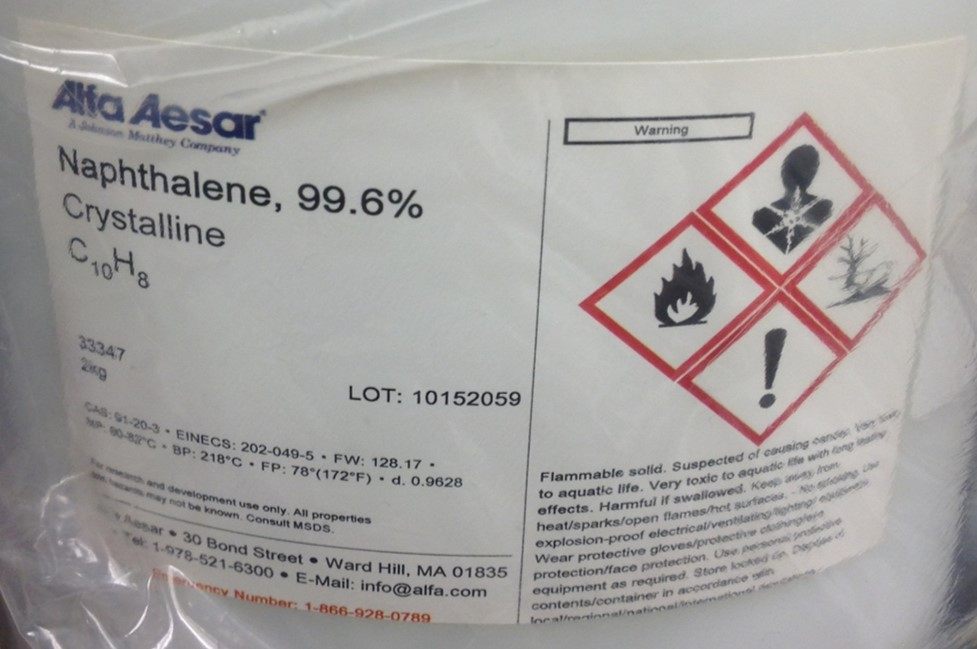 Alfa Aesar
A Johnson Matthey Company
Naphthalene, 99.6%
Crystalline
C₁₀H₈
33347
2kg
LOT: 10152059
CAS: 91-20-3 • EINECS: 202-049-5 • FW: 128.17 •
MP: 80-82°C • BP: 218°C • FP: 78°(172°F) • d. 0.9628
For research and development use only. All properties
and hazards may not be known. Consult MSDS.
Aesar • 30 Bond Street • Ward Hill, MA 01835
Tel: 1-978-521-6300 • E-Mail: info@alfa.com
Emergency Number: 1-866-928-0789
Warning
Flammable solid. Suspected of causing cancer. Very toxic
to aquatic life. Very toxic to aquatic life with long lasting
effects. Harmful if swallowed. Keep away from
heat/sparks/open flames/hot surfaces. - No smoking. Use
explosion-proof electrical/ventilating/lighting/ equipment.
Wear protective gloves/protective clothing/eye
protection/face protection. Use personal protective
equipment as required. Store locked up. Dispose of
contents/container in accordance with
local/regional/national/international regulations